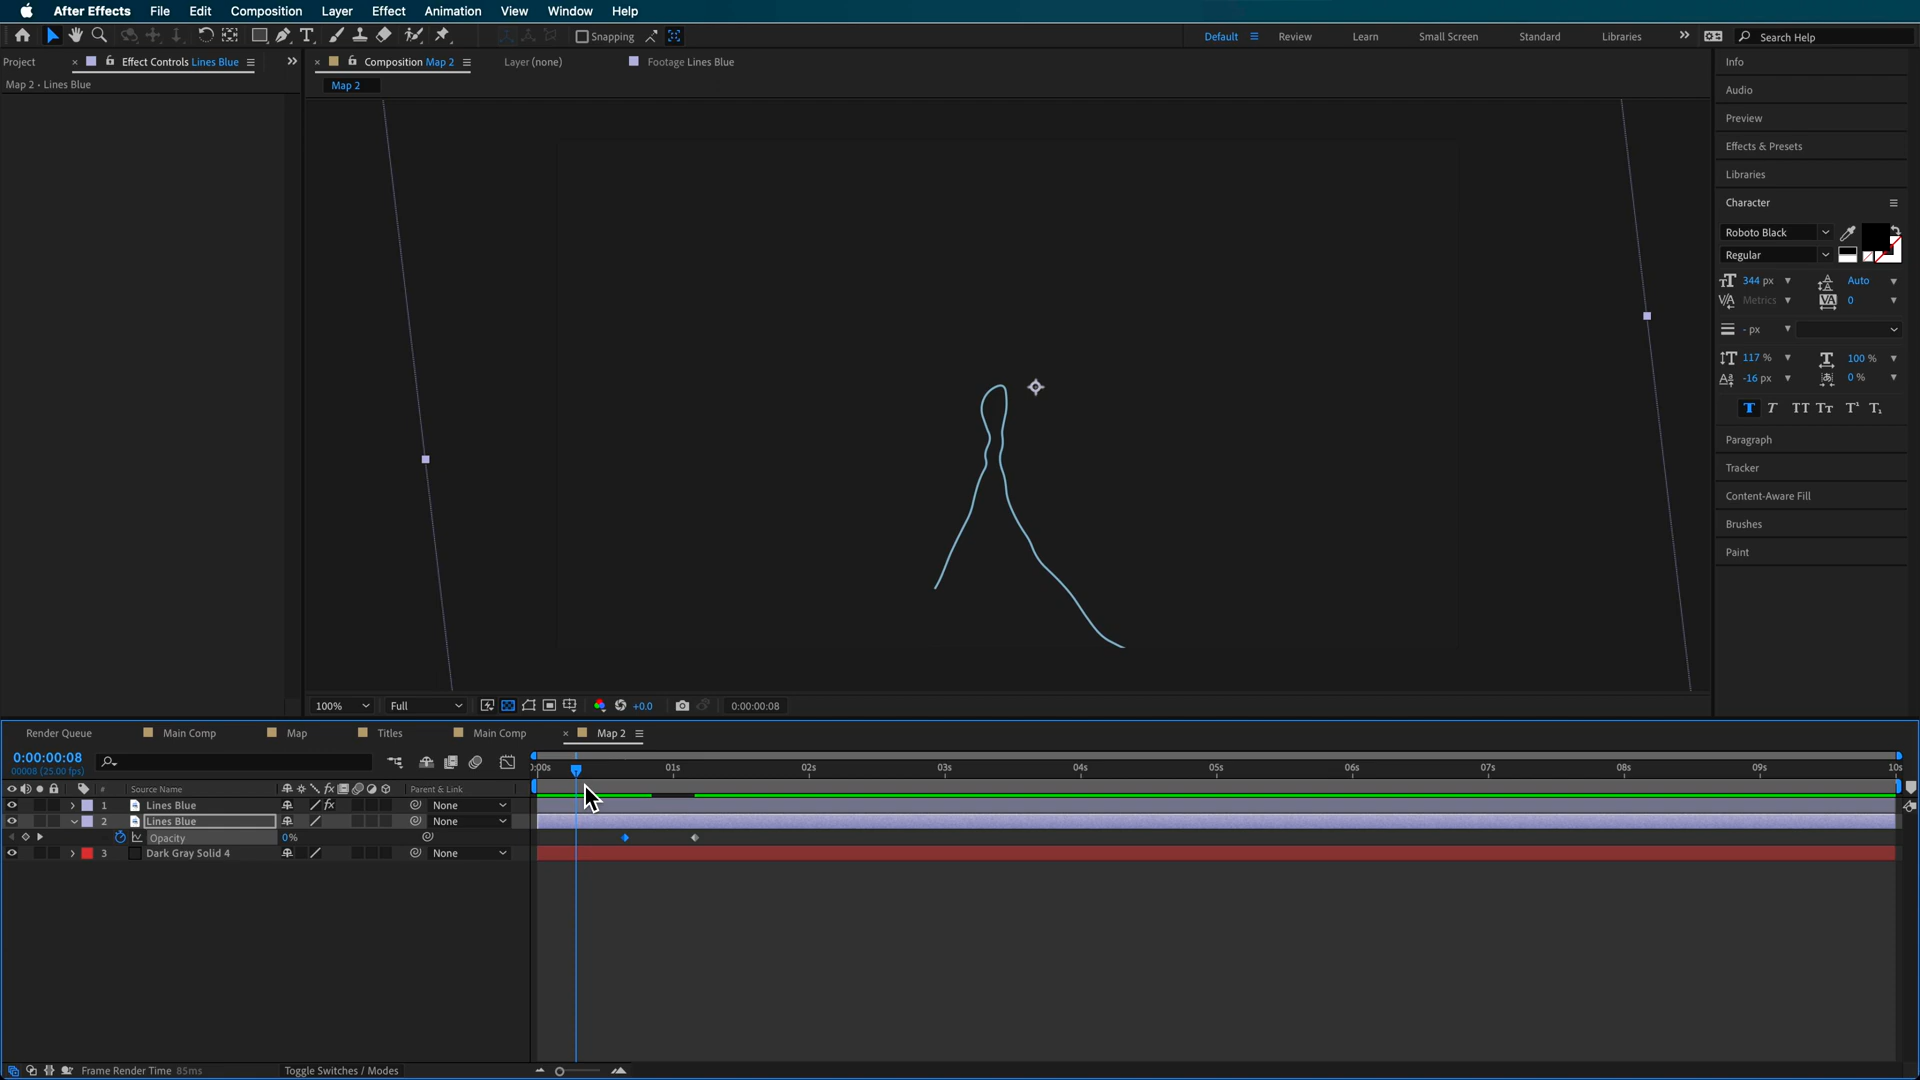 After Effects File Edit Composition Layer Effect Animation View Window Help
Snapping Default Review Learn Small Screen Standard Libraries Search Help
Project Effect Controls Lines Blue Composition Map 2 Layer (none) Footage Lines Blue Info
Map 2 • Lines Blue Map 2
Audio
Preview
Effects & Presets
Libraries
Character
Roboto Black
Regular
344 px Auto
Metrics 0
- px
117 % 100 %
-16 px 0 %
Paragraph
Tracker
Content-Aware Fill
Brushes
Paint
100% Full +0.0 0:00:00:08
Render Queue Main Comp Map Titles Main Comp Map 2
0:00:00:08
00008 (25.00 fps)
0:00s 01s 02s 03s 04s 05s 06s 07s 08s 09s 10s
# Source Name Parent & Link
1 Lines Blue None
2 Lines Blue None
Opacity 0%
3 Dark Gray Solid 4 None
Frame Render Time 85ms Toggle Switches / Modes